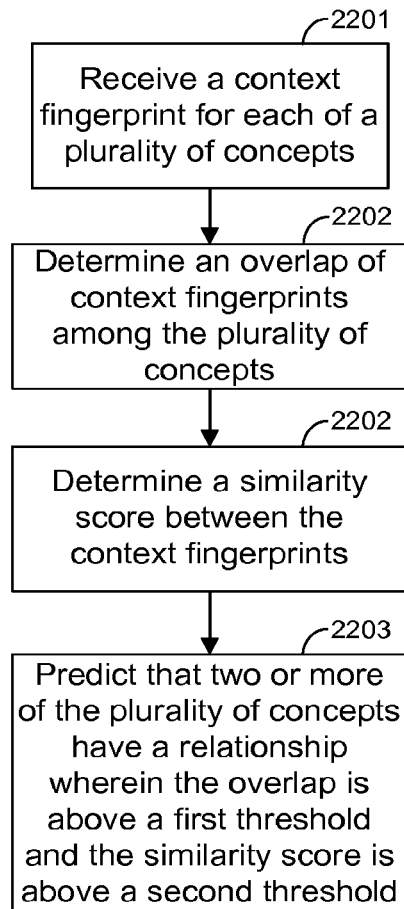 2201
Receive a context
fingerprint for each of a
plurality of concepts
2202
Determine an overlap of
context fingerprints
among the plurality of
concepts
2202
Determine a similarity
score between the
context fingerprints
2203
Predict that two or more
of the plurality of concepts
have a relationship
wherein the overlap is
above a first threshold
and the similarity score is
above a second threshold